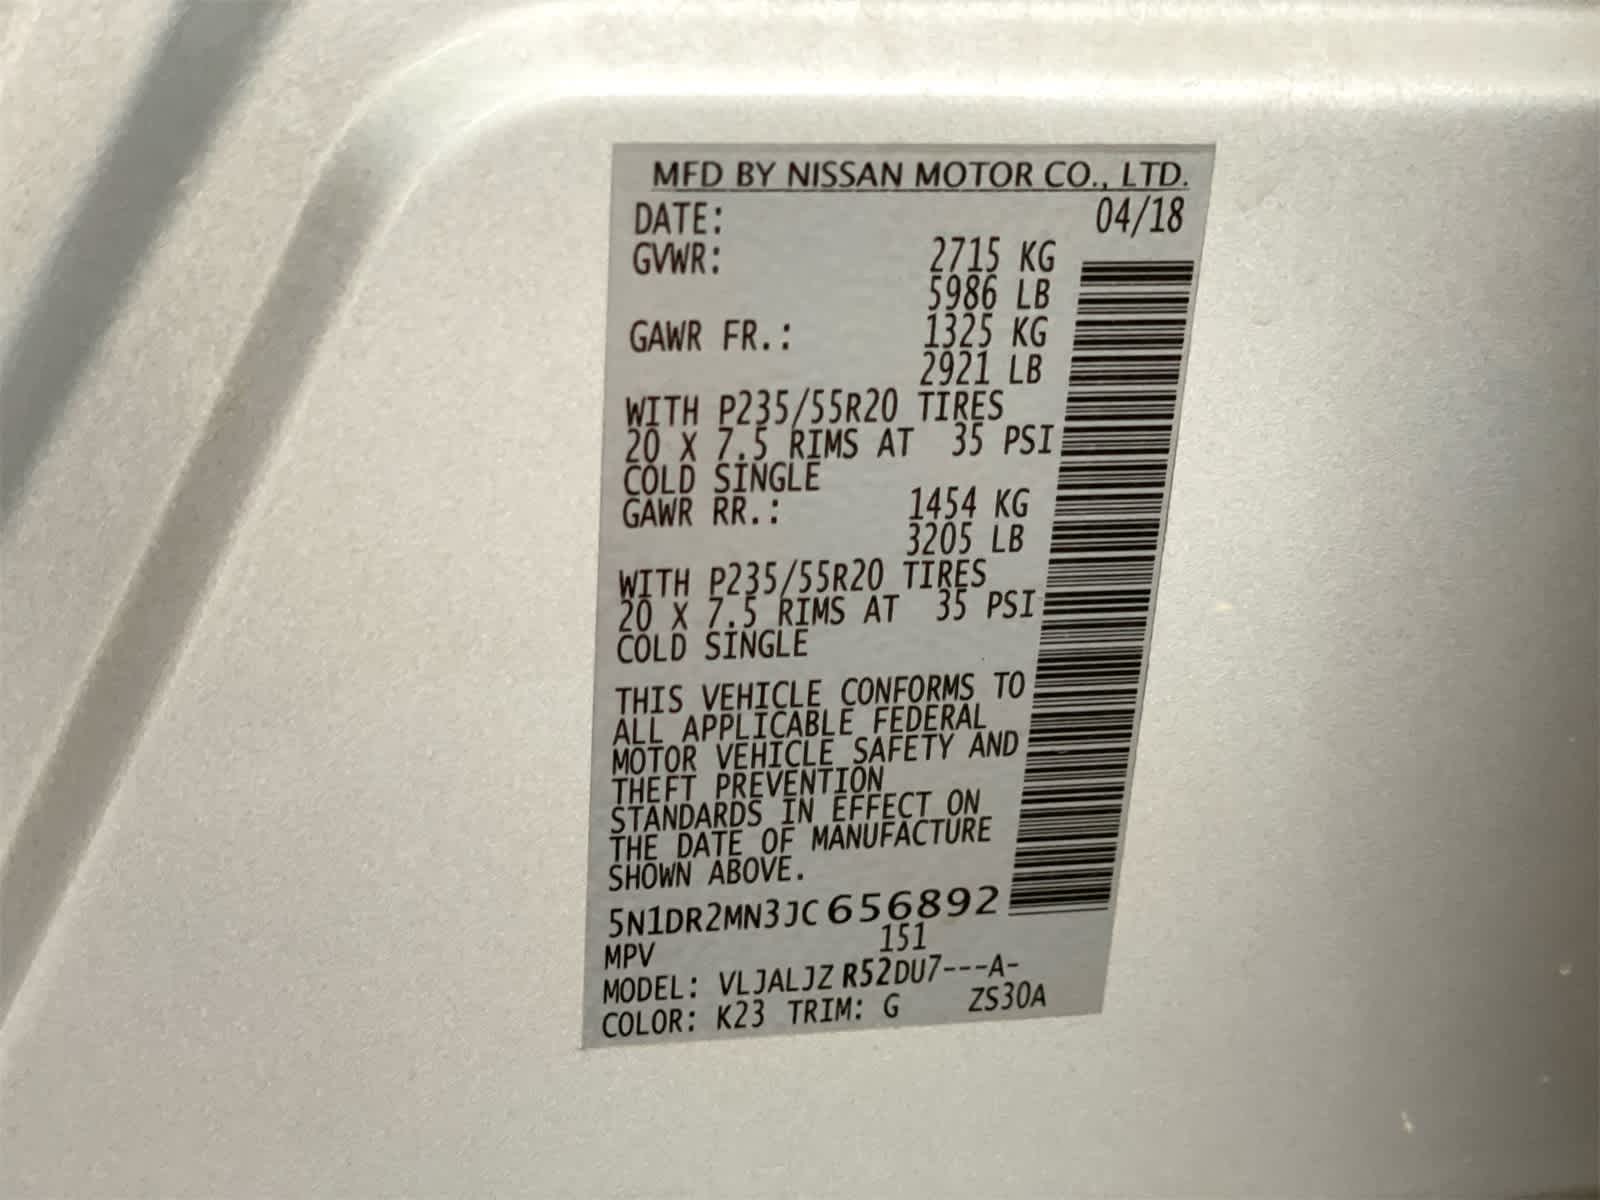 MFD BY NISSAN MOTOR CO., LTD.
DATE: 04/18
GVWR: 2715 KG
5986 LB
GAWR FR.: 1325 KG
2921 LB
WITH P235/55R20 TIRES
20 X 7.5 RIMS AT 35 PSI
COLD SINGLE
GAWR RR.: 1454 KG
3205 LB
WITH P235/55R20 TIRES
20 X 7.5 RIMS AT 35 PSI
COLD SINGLE
THIS VEHICLE CONFORMS TO
ALL APPLICABLE FEDERAL
MOTOR VEHICLE SAFETY AND
THEFT PREVENTION
STANDARDS IN EFFECT ON
THE DATE OF MANUFACTURE
SHOWN ABOVE.
5N1DR2MN3JC656892
MPV 151
MODEL: VLJALJZ R52DU7---A-
COLOR: K23 TRIM: G ZS30A